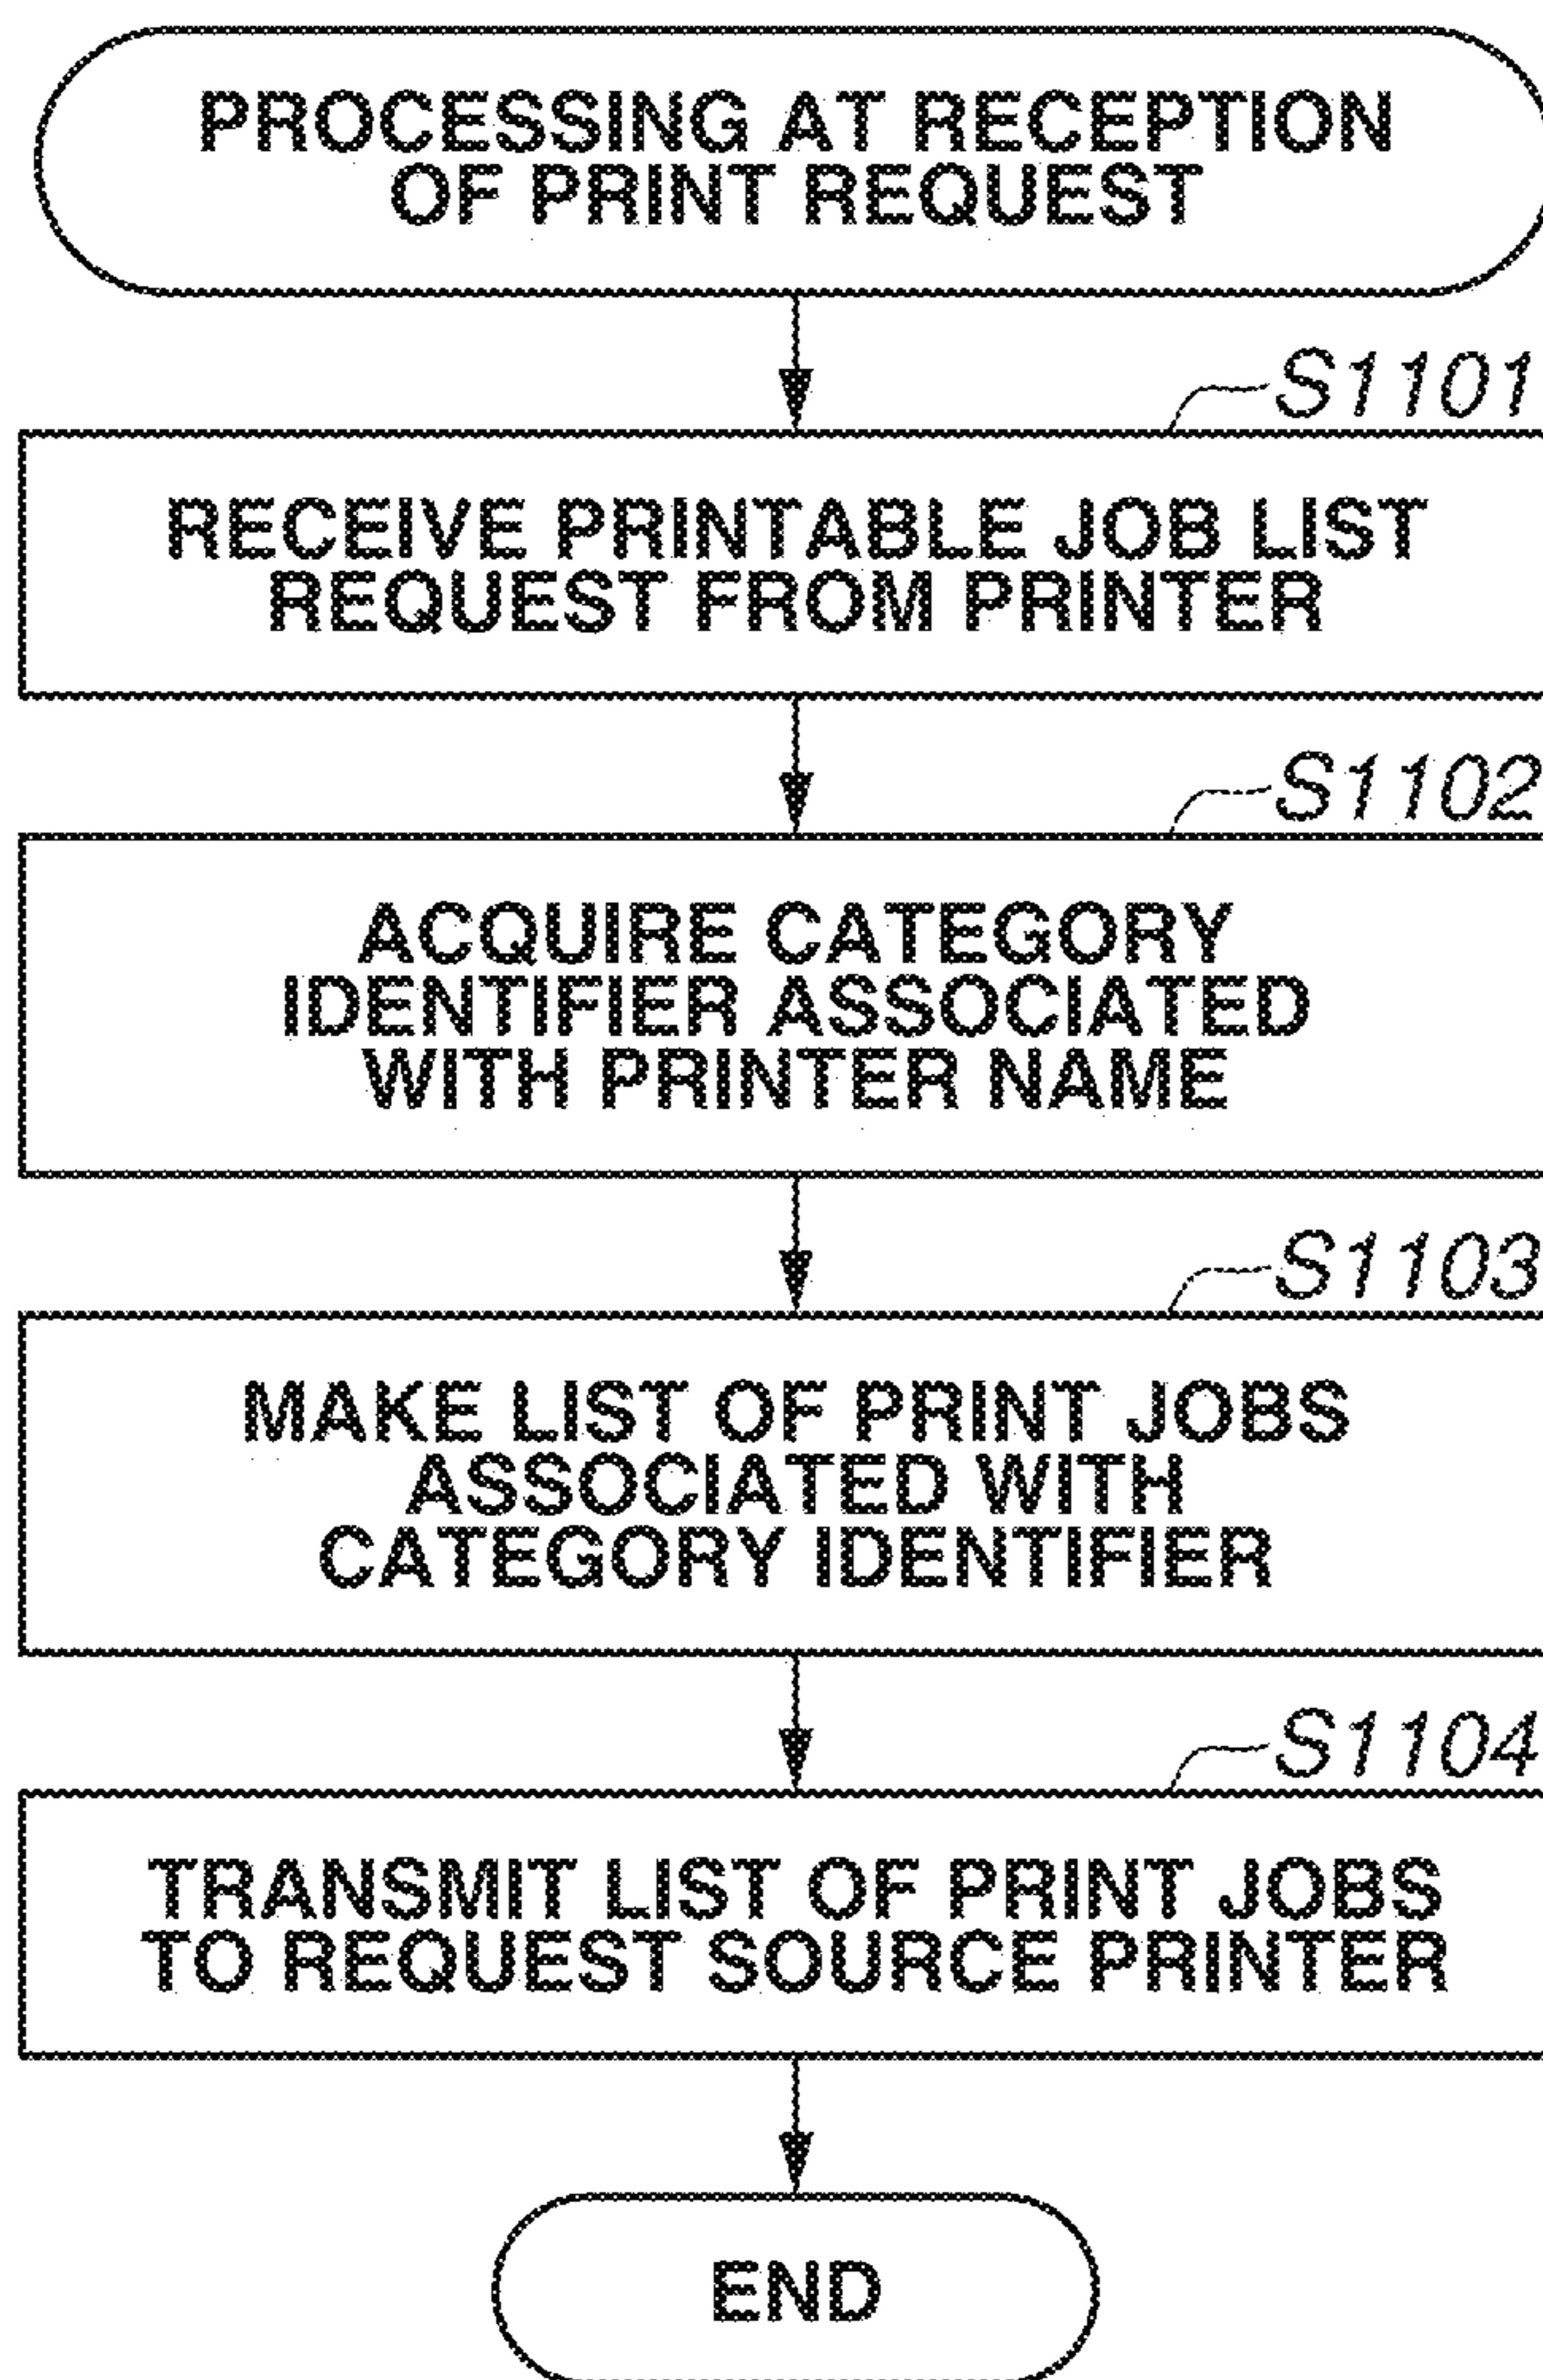 PROCESSING AT RECEPTION
OF PRINT REQUEST
S1101
RECEIVE PRINTABLE JOB LIST
REQUEST FROM PRINTER
S1102
ACQUIRE CATEGORY
IDENTIFIER ASSOCIATED
WITH PRINTER NAME
S1103
MAKE LIST OF PRINT JOBS
ASSOCIATED WITH
CATEGORY IDENTIFIER
S1104
TRANSMIT LIST OF PRINT JOBS
TO REQUEST SOURCE PRINTER
END